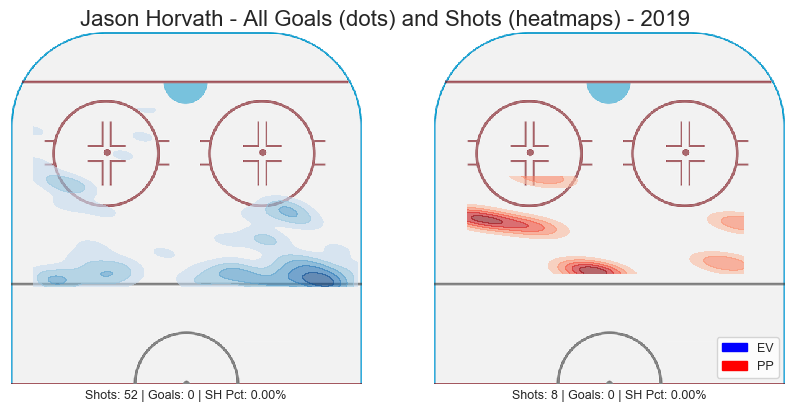 Jason Horvath - All Goals (dots) and Shots (heatmaps) - 2019
EV
PP
Shots: 52 | Goals: 0 | SH Pct: 0.00%
Shots: 8 | Goals: 0 | SH Pct: 0.00%